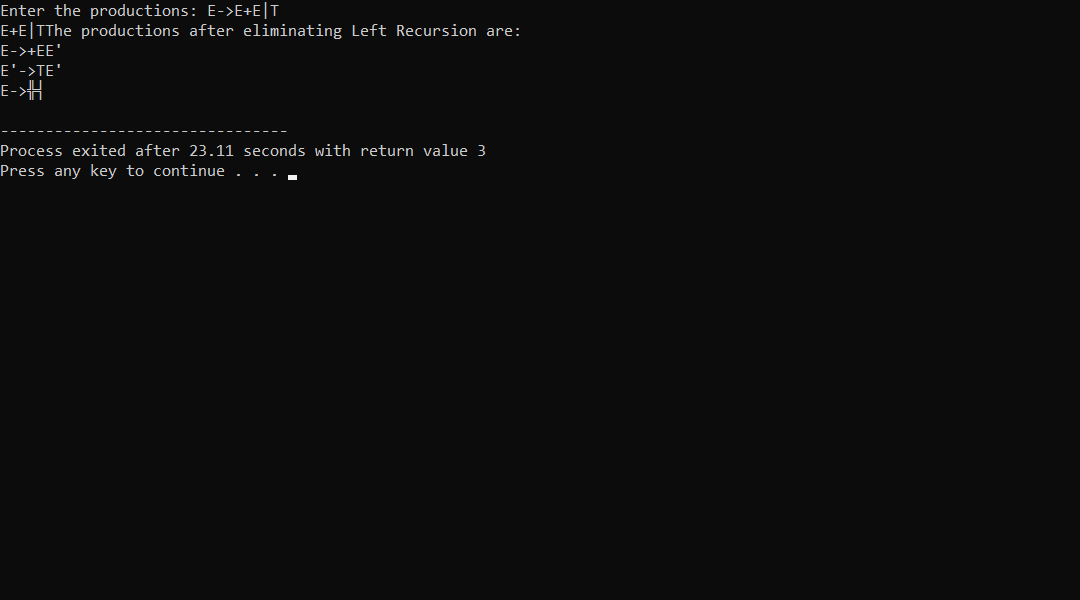 Enter the productions: E->E+E|T
E+E|TThe productions after eliminating Left Recursion are:
E->+EE'
E'->TE'
E->╬╡
--------------------------------
Process exited after 23.11 seconds with return value 3
Press any key to continue . . .